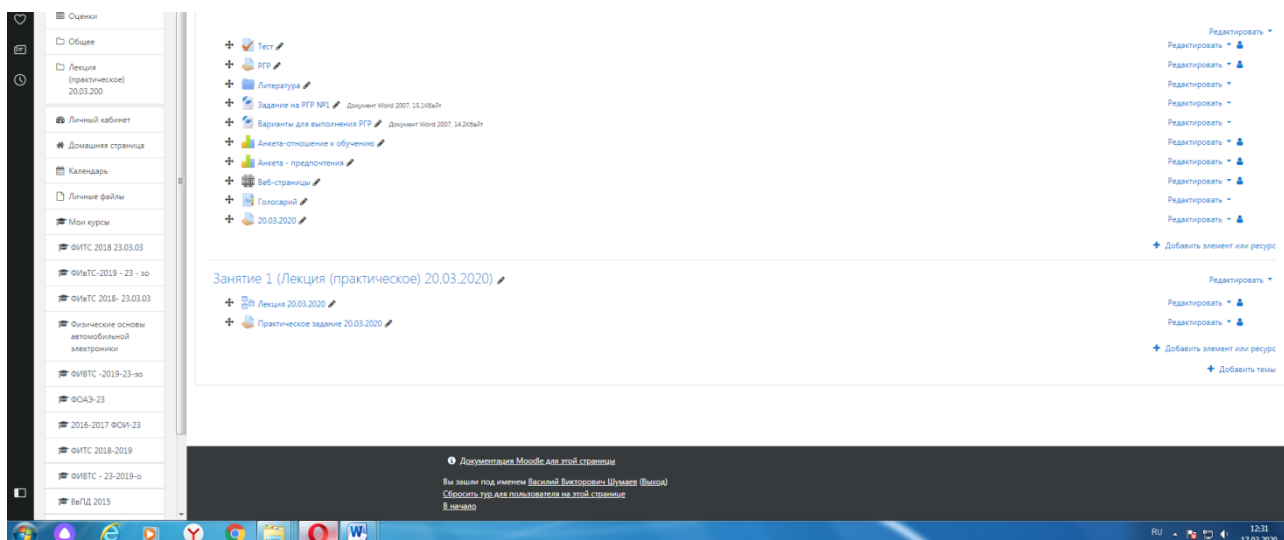 Оценки
Общее
Лекция
(практическое)
20.03.200
Личный кабинет
Домашняя страница
Календарь
Личные файлы
Мои курсы
ФИТС 2018 23.03.03
ФИвТС-2019 - 23 - зо
ФИвТС 2018- 23.03.03
Физические основы
автомобильной
электроники
ФИВТС -2019-23-зо
ФОАЭ-23
2016-2017 ФОИ-23
ФИТС 2018-2019
ФИВТС - 23-2019-о
ВеПД 2015
Редактировать
Тест Редактировать
РГР Редактировать
Литература Редактировать
Задание на РГР №1 Документ Word 2007, 15.1Кбайт Редактировать
Варианты для выполнения РГР Документ Word 2007, 14.2Кбайт Редактировать
Анкета-отношение к обучению Редактировать
Анкета - предпочтения Редактировать
Веб-страницы Редактировать
Голосарий Редактировать
20.03.2020 Редактировать
Добавить элемент или ресурс
Занятие 1 (Лекция (практическое) 20.03.2020) Редактировать
Лекция 20.03.2020 Редактировать
Практическое задание 20.03.2020 Редактировать
Добавить элемент или ресурс
Добавить темы
Документация Moodle для этой страницы
Вы зашли под именем Василий Викторович Шумаев (Выход)
Сбросить тур для пользователя на этой странице
В начало
RU 12:31
17.03.2020